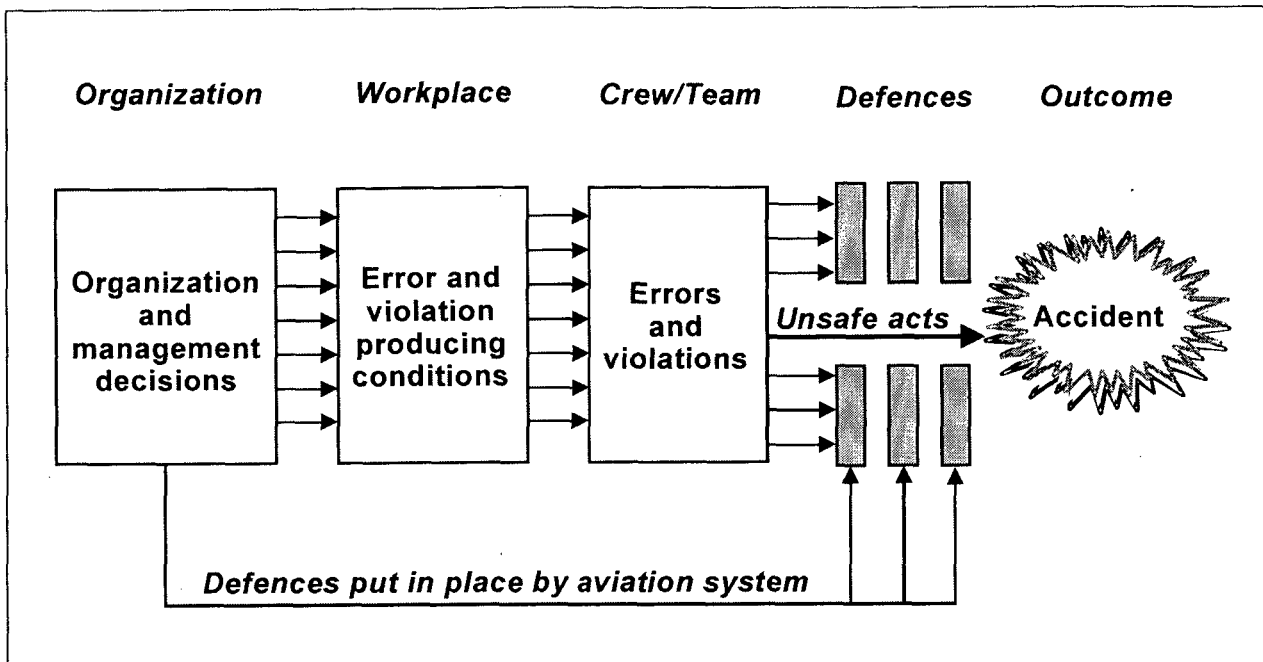 Organization
Workplace
Crew/Team
Defences
Outcome
Organization
and
management
decisions
Error and
violation
producing
conditions
Errors
and
violations
Unsafe acts
Accident
Defences put in place by aviation system